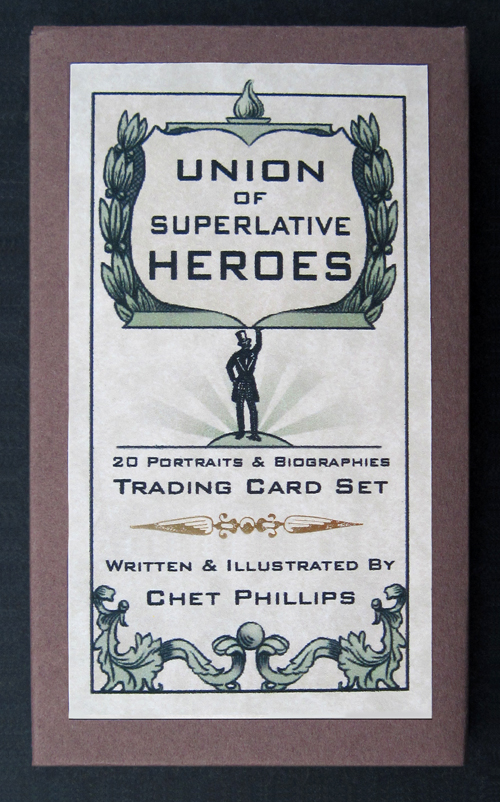 UNION
OF
SUPERLATIVE
HEROES
20 PORTRAITS & BIOGRAPHIES
TRADING CARD SET
WRITTEN & ILLUSTRATED BY
CHET PHILLIPS